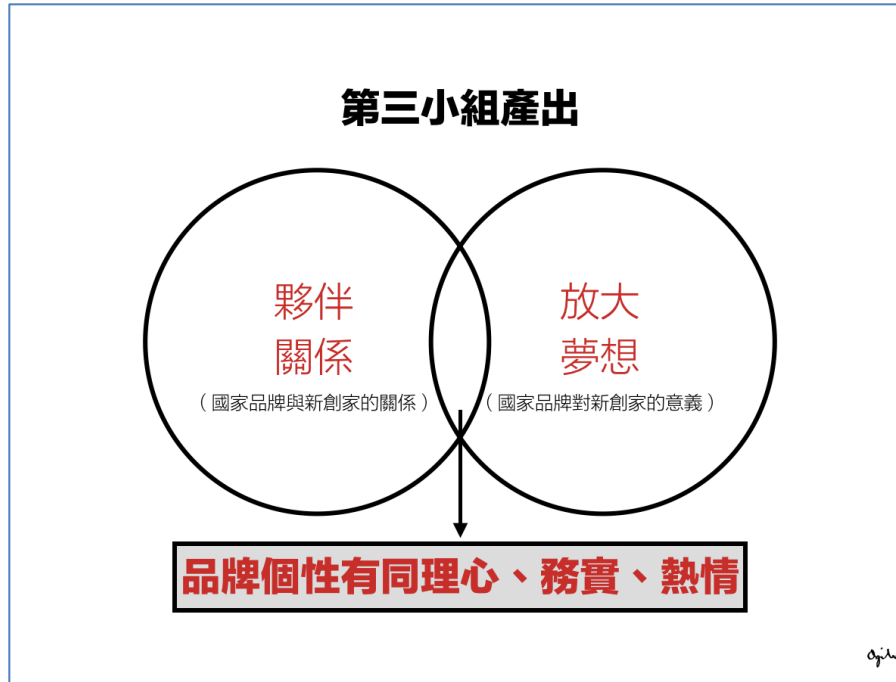 第三小組產出
夥伴
關係
（國家品牌與新創家的關係）
放大
夢想
（國家品牌對新創家的意義）
品牌個性有同理心、務實、熱情